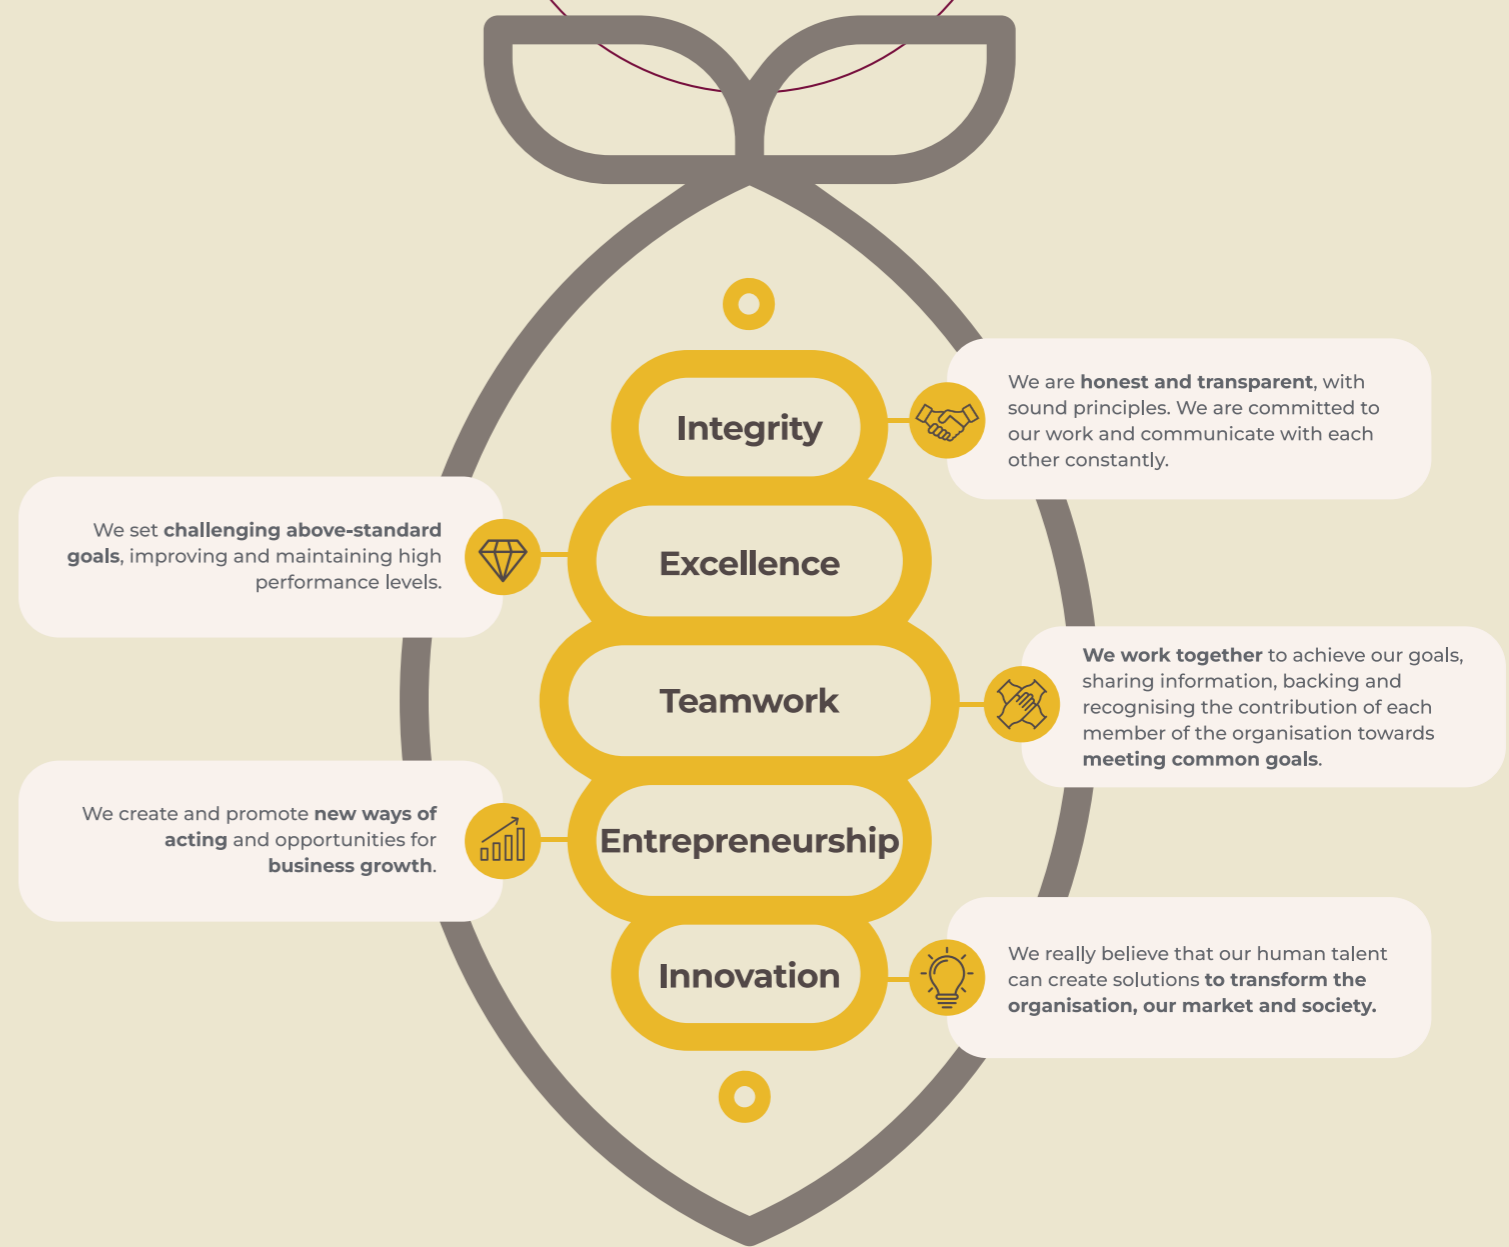 Integrity
We are honest and transparent, with
sound principles. We are committed to
our work and communicate with each
other constantly.
Excellence
We set challenging above-standard
goals, improving and maintaining high
performance levels.
Teamwork
We work together to achieve our goals,
sharing information, backing and
recognising the contribution of each
member of the organisation towards
meeting common goals.
Entrepreneurship
We create and promote new ways of
acting and opportunities for
business growth.
Innovation
We really believe that our human talent
can create solutions to transform the
organisation, our market and society.